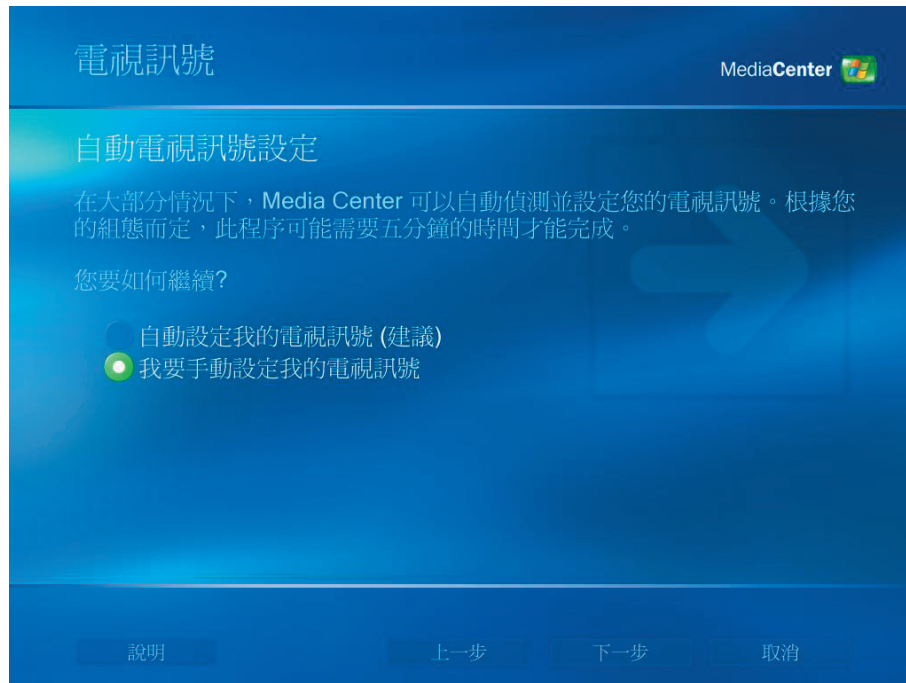 電視訊號
MediaCenter
自動電視訊號設定
在大部分情況下，Media Center 可以自動偵測並設定您的電視訊號。根據您
的組態而定，此程序可能需要五分鐘的時間才能完成。
您要如何繼續?
自動設定我的電視訊號 (建議)
我要手動設定我的電視訊號
說明
上一步
下一步
取消